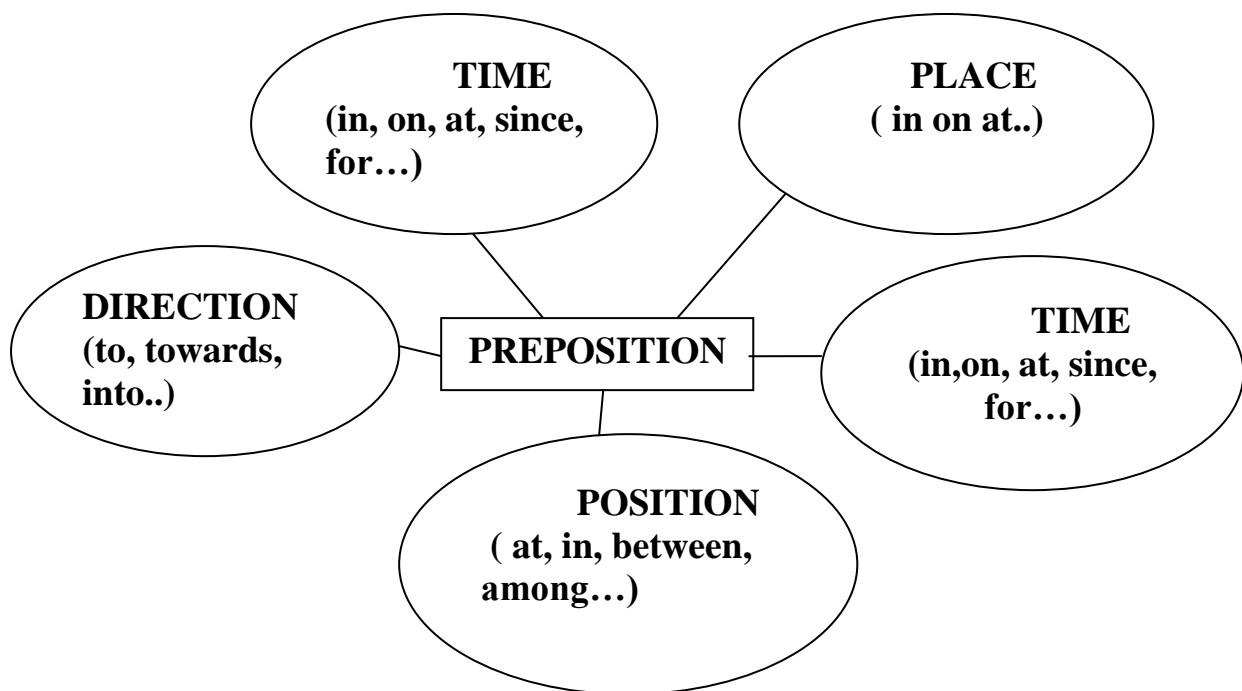 TIME
(in, on, at, since,
for…)
PLACE
( in on at..)
DIRECTION
(to, towards,
into..)
PREPOSITION
TIME
(in,on, at, since,
for…)
POSITION
( at, in, between,
among…)